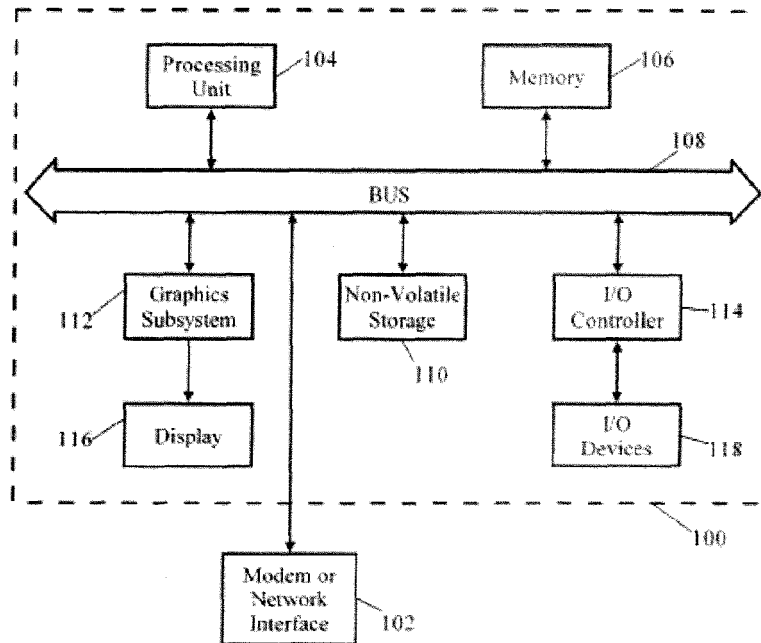 Processing
Unit
104
Memory
106
108
BUS
112
Graphics
Subsystem
Non-Volatile
Storage
110
I/O
Controller
114
116
Display
I/O
Devices
118
100
Modem or
Network
Interface
102